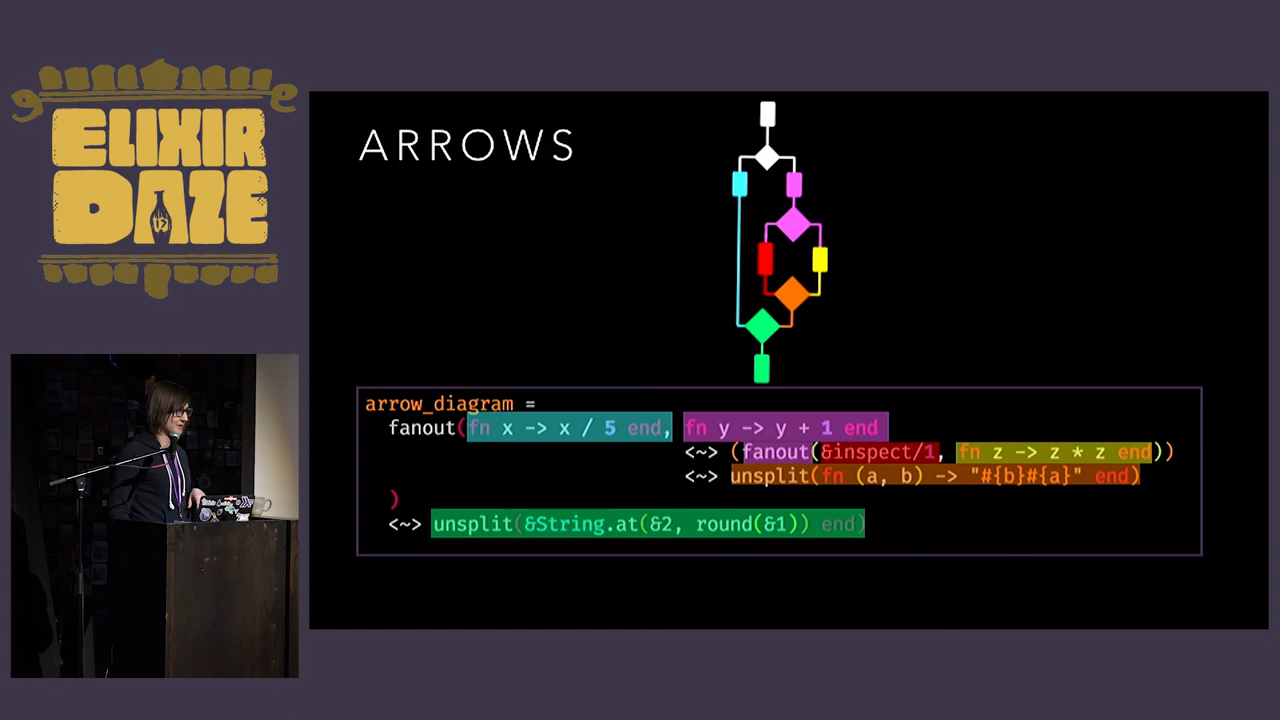 ELIXIR
DAZE
ARROWS
arrow_diagram =
fanout(fn x -> x / 5 end, fn y -> y + 1 end
<~> (fanout(&inspect/1, fn z -> z * z end))
<~> unsplit(fn (a, b) -> "#{b}#{a}" end)
)
<~> unsplit(&String.at(&2, round(&1)) end)